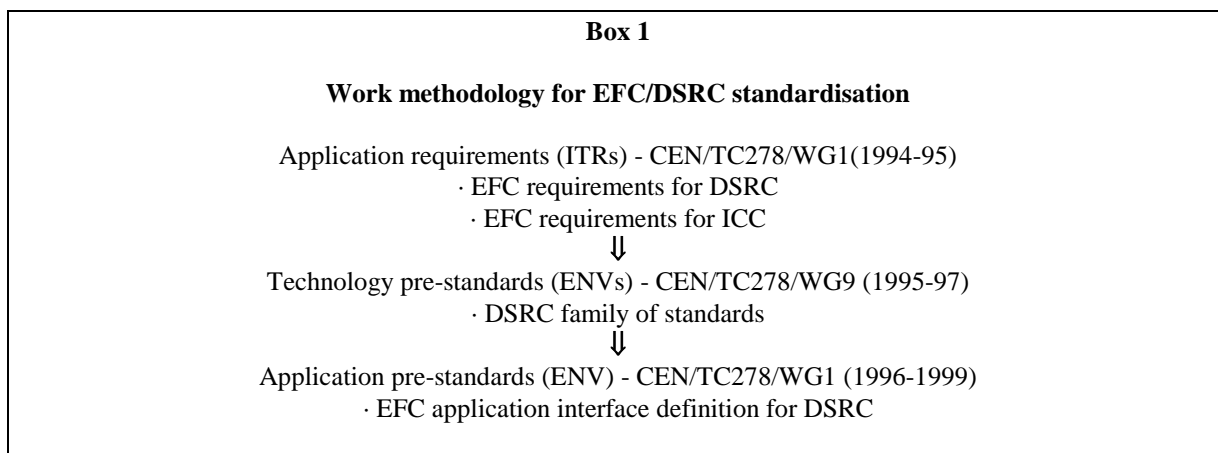 Box 1
Work methodology for EFC/DSRC standardisation
Application requirements (ITRs) - CEN/TC278/WG1(1994-95)
· EFC requirements for DSRC
· EFC requirements for ICC
⇓
Technology pre-standards (ENVs) - CEN/TC278/WG9 (1995-97)
· DSRC family of standards
⇓
Application pre-standards (ENV) - CEN/TC278/WG1 (1996-1999)
· EFC application interface definition for DSRC